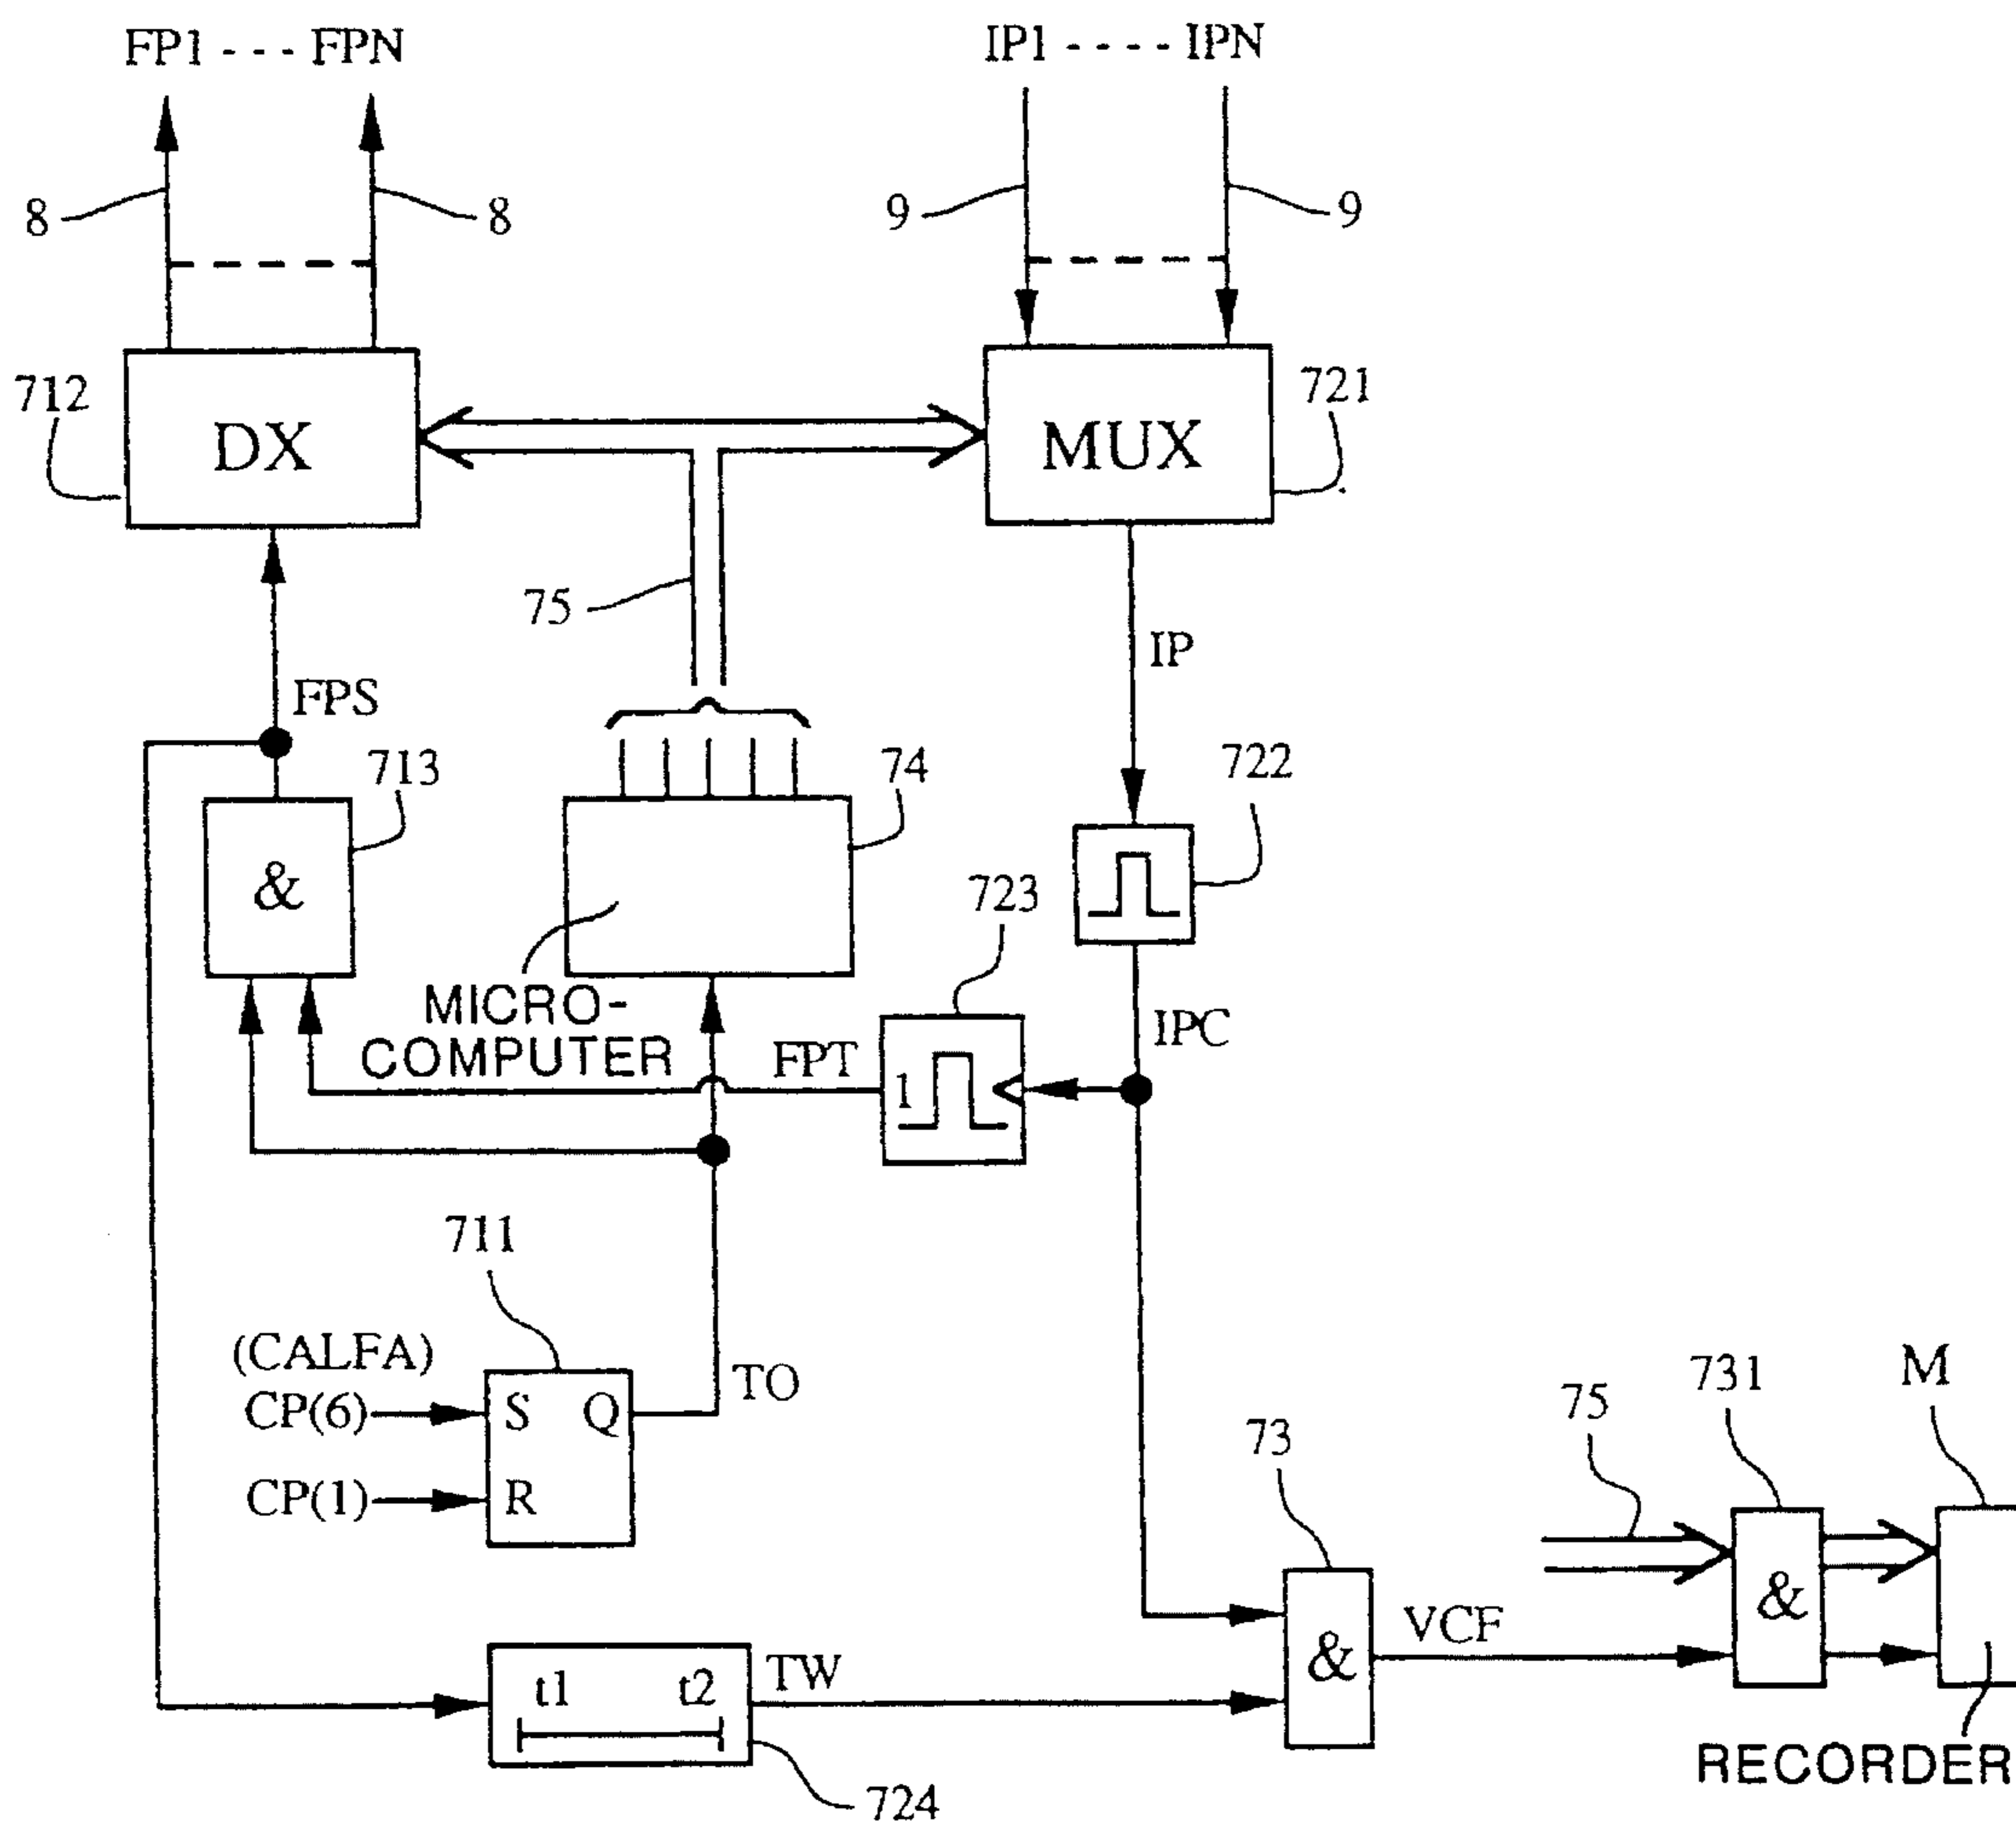 FP1 - - - FPN
IP1 - - - - IPN
8
8
9
9
712
DX
MUX
721
75
IP
FPS
713
74
722
&
723
MICRO-
COMPUTER
FPT
IPC
1
711
(CALFA)
CP(6)
S
Q
TO
CP(1)
R
73
75
731
M
&
VCF
&
t1
t2
TW
RECORDER
724